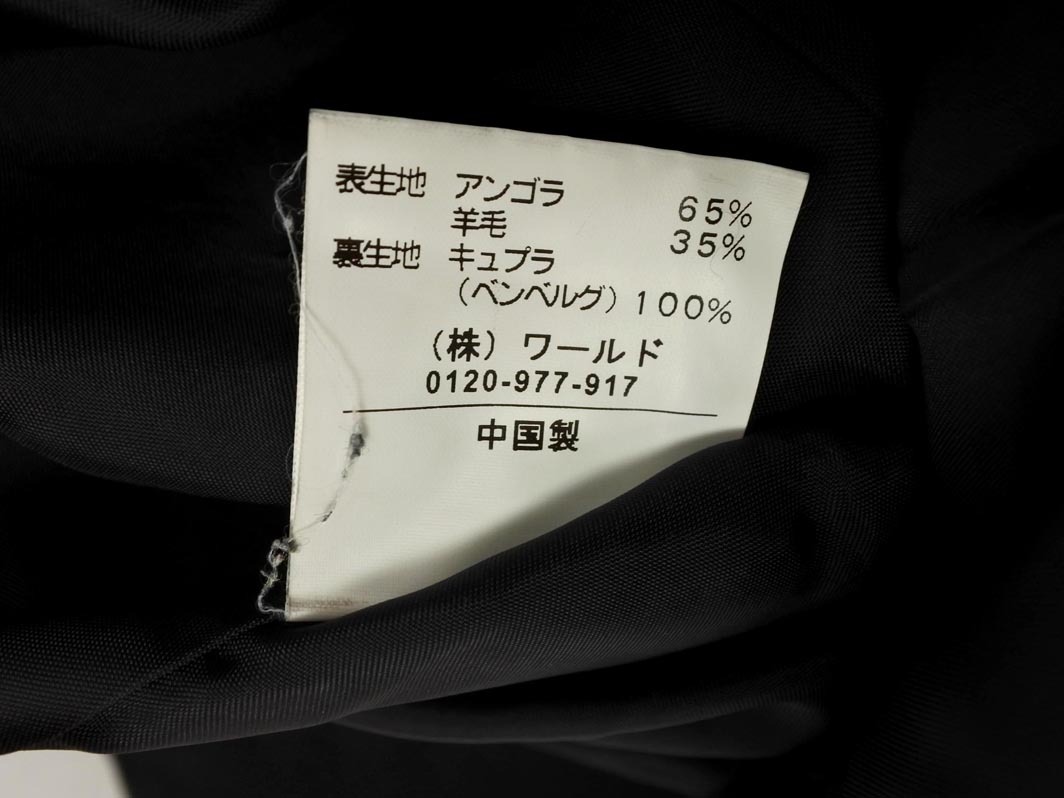 表生地 アンゴラ 65%
羊毛 35%
裏生地 キュプラ
(ベンベルグ) 100%
(株) ワールド
0120-977-917
中国製